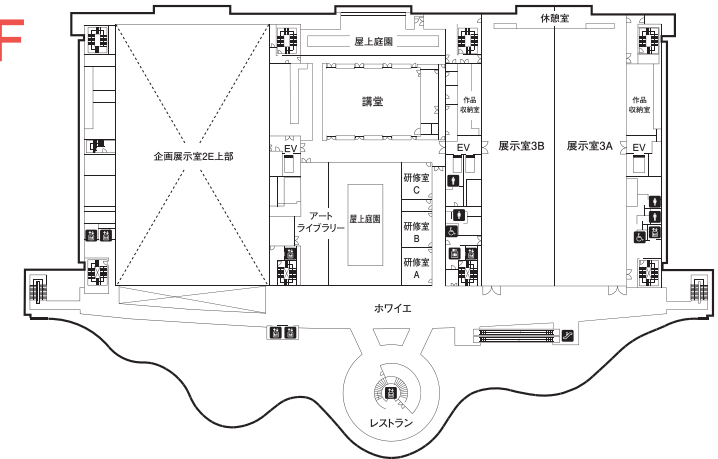 F
休憩室
屋上庭園
講堂
作品
収納室
作品
収納室
企画展示室2E上部
EV
EV
展示室3B
展示室3A
EV
研修室
C
アート
ライブラリー
屋上庭園
研修室
B
研修室
A
ホワイエ
レストラン